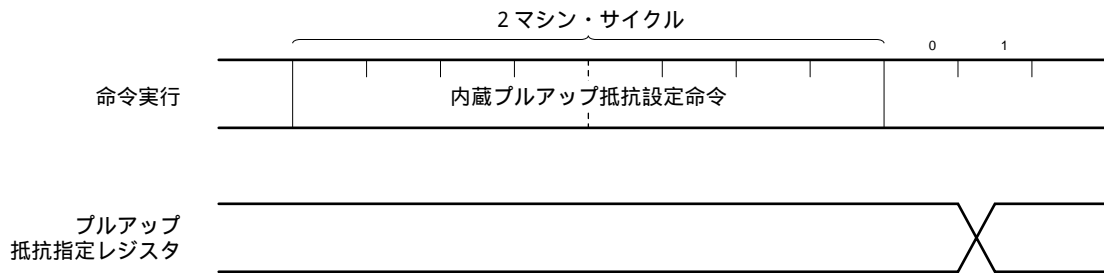 2 マシン・サイクル
0 1
命令実行
内蔵プルアップ抵抗設定命令
プルアップ
抵抗指定レジスタ